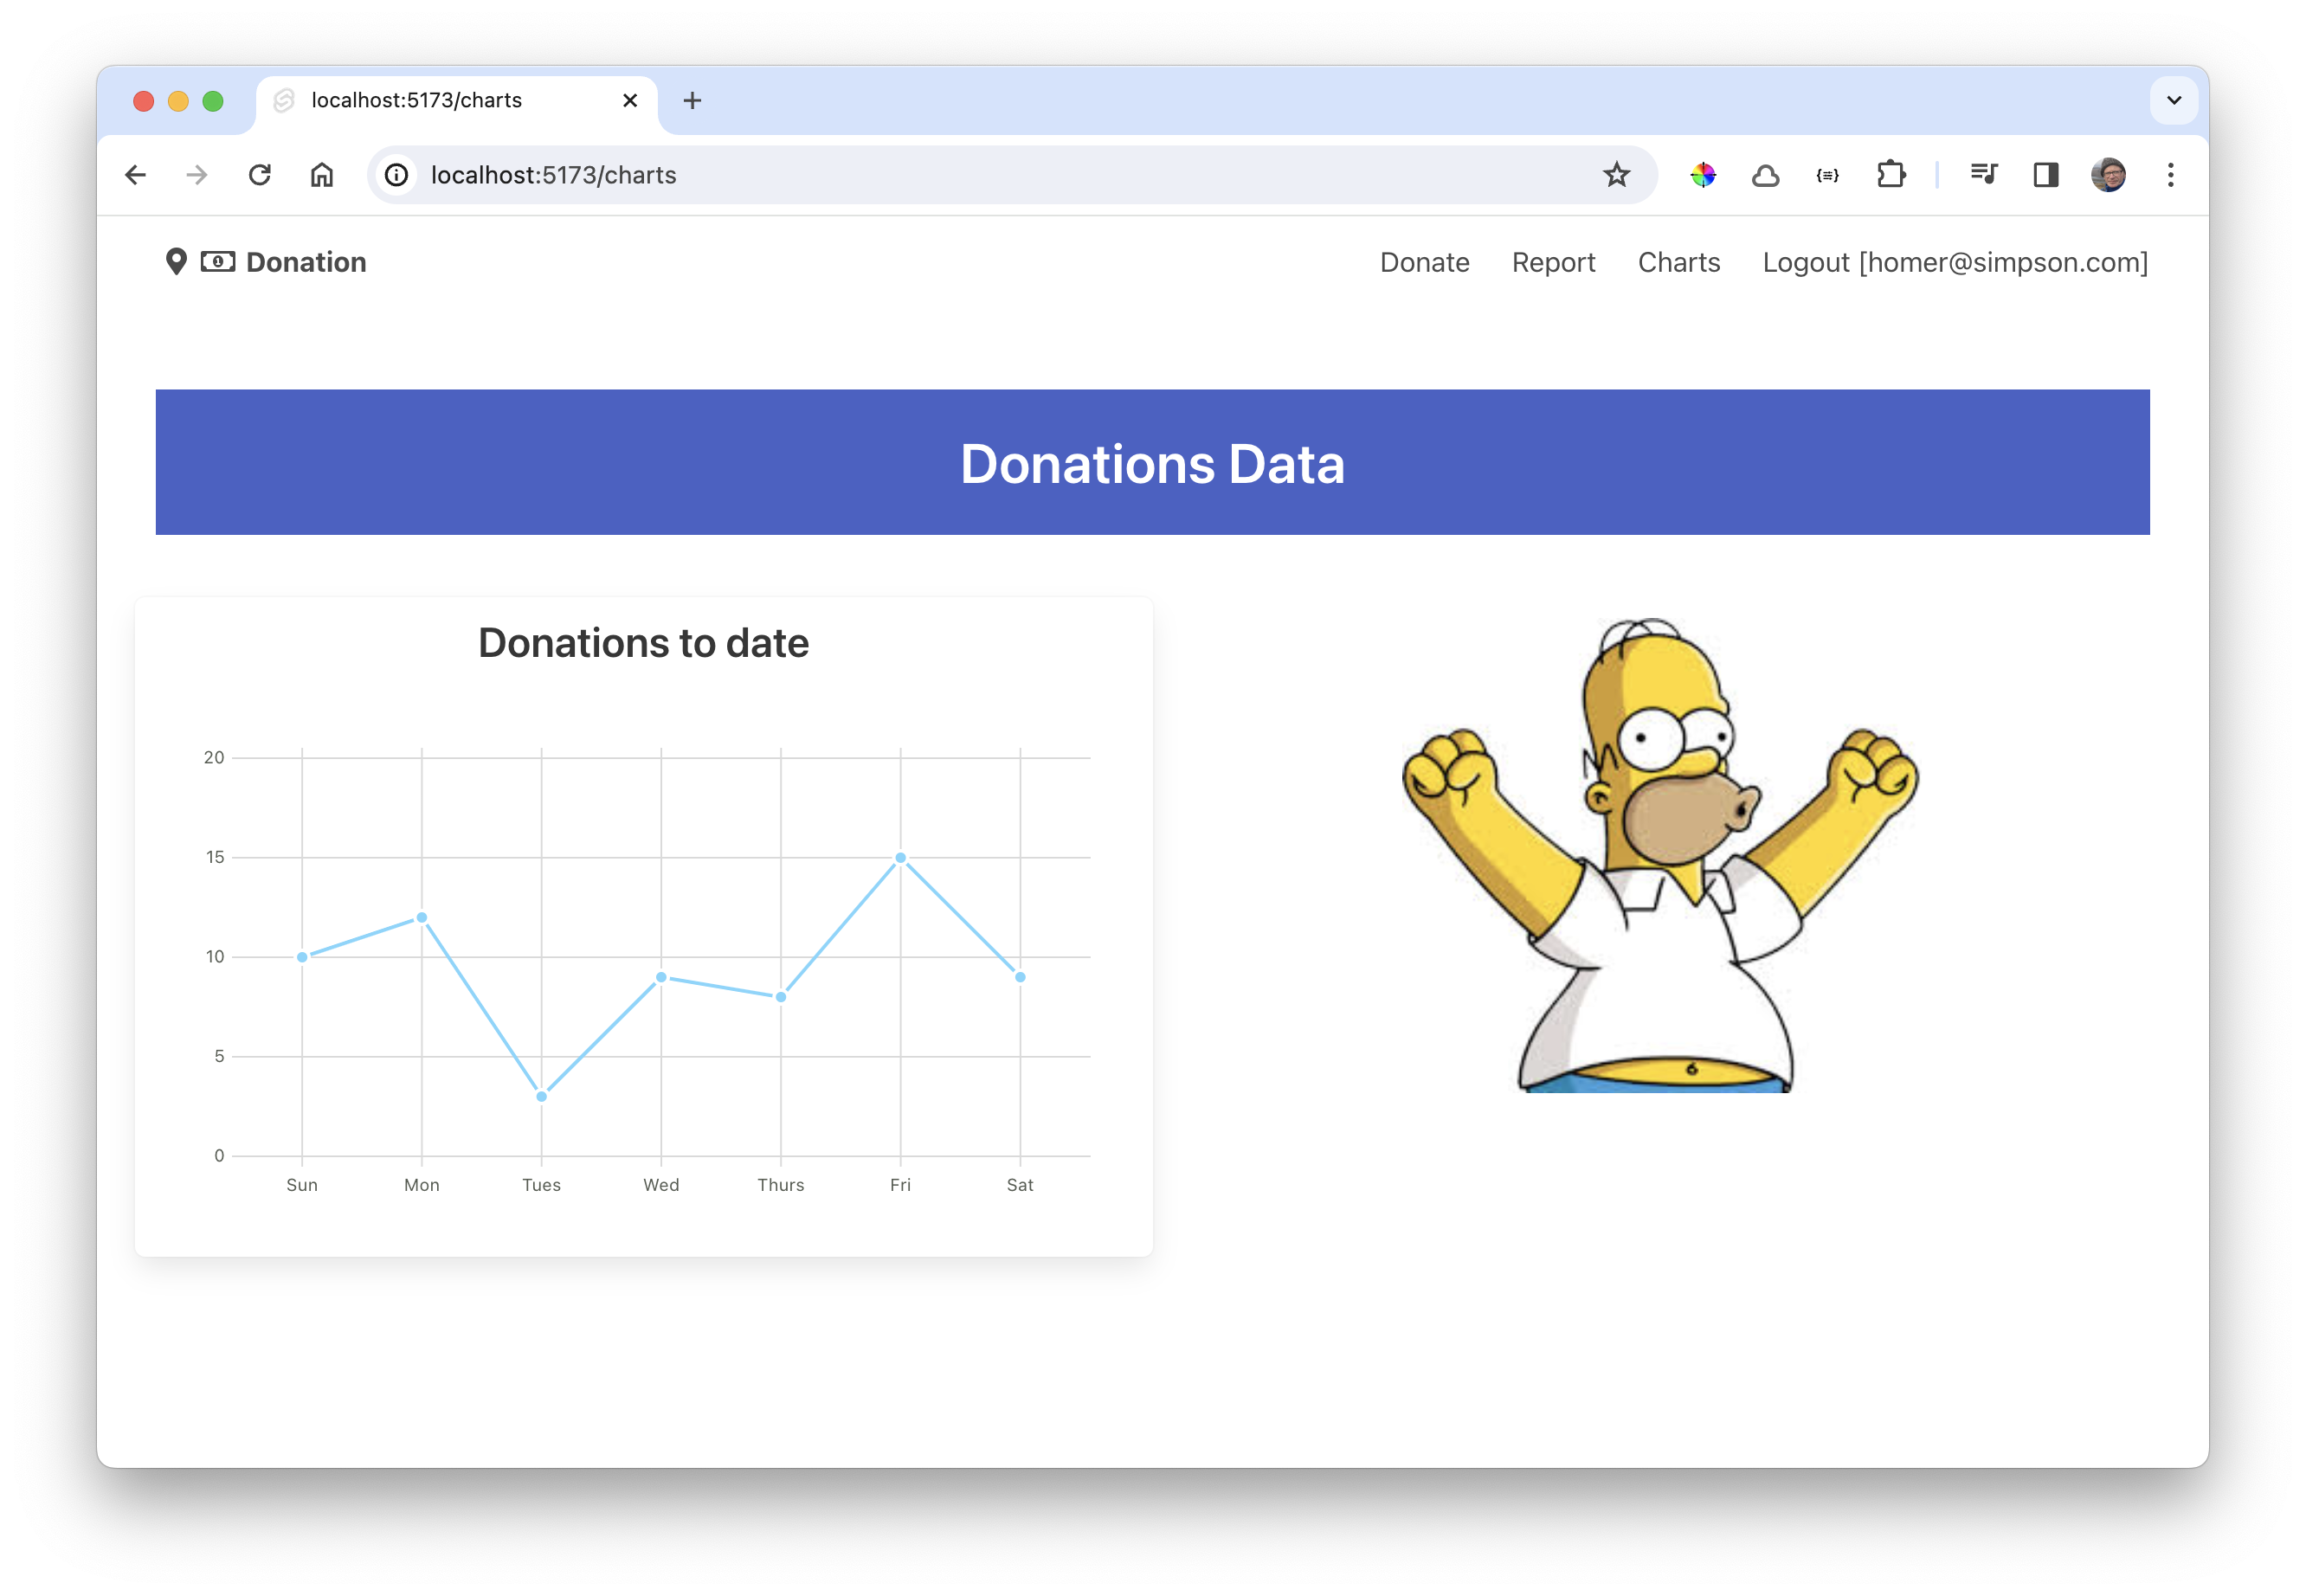 localhost:5173/charts
localhost:5173/charts
{≡}
Donation
Donate Report Charts Logout [homer@simpson.com]
Donations Data
Donations to date
20
15
10
5
0
Sun Mon Tues Wed Thurs Fri Sat